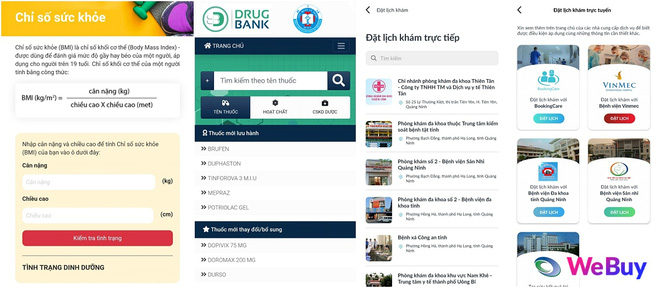 Chỉ số sức khỏe
Chỉ số sức khỏe (BMI) là chỉ số khối cơ thể (Body Mass Index) -
được dùng để đánh giá mức độ gầy hay béo của một người, áp
dụng cho người trên 19 tuổi. Chỉ số khối cơ thể của một người
tính bằng công thức:
BMI (kg/m²) =
cân nặng (kg)
chiều cao X chiều cao (mét)
Nhập cân nặng và chiều cao để tính Chỉ số sức khỏe
(BMI) của bạn vào ô dưới đây:
Cân nặng
Cân nặng
(kg)
Chiều cao
Chiều cao
(cm)
Kiểm tra tình trạng
TÌNH TRẠNG DINH DƯỠNG
DRUG
BANK
TRANG CHỦ
Tìm kiếm theo tên thuốc
TÊN THUỐC
HOẠT CHẤT
CSKD DƯỢC
Thuốc mới lưu hành
BRUFEN
DUPHASTON
TINFOROVA 3 M.I.U
MEPRAZ
POTRIOLAC GEL
Thuốc mới thay đổi/bổ sung
DOPIVIX 75 MG
DOROMAX 200 MG
DURSO
Đặt lịch khám
Đặt lịch khám trực tiếp
Tìm kiếm
Chi nhánh phòng khám đa khoa Thiên Tân
- Công ty TNHH TM và Dịch vụ y tế Thiên
Tân
Số 25 lạ Thương Kiệt, thị trấn Tiên Yên, H. Tiên Yên,
Quảng Ninh
Phòng khám đa khoa thuộc Trung tâm kiểm
soát bệnh tật tỉnh
Phường Bạch Đằng, thành phố Hạ Long, tỉnh Quảng
Ninh
Phòng khám số 2 - Bệnh viện Sản Nhi
Quảng Ninh
Phường Bạch Đằng, thành phố Hạ Long, tỉnh Quảng
Ninh
Phòng khám đa khoa số 2 - Bệnh viện đa
khoa tỉnh
Phường Hồng Hà, thành phố Hạ Long, tỉnh Quảng
Ninh
Bệnh xá Công an tỉnh
Phường Hồng Hà, thành phố Hạ Long, tỉnh Quảng
Ninh
Phòng khám đa khoa khu vực Nam Khê -
Trung tâm y tế thành phố Uông Bí
Đặt lịch khám trực tuyến
Xin xem thêm trên trang chủ của các nhà cung cấp dịch vụ để biết
được điều kiện áp dụng cùng những thông tin cần thiết khác.
BookingCare
Đặt lịch khám với
BookingCare
ĐẶT LỊCH
VINMEC
Đặt lịch khám với
Bệnh viện Vinmec
ĐẶT LỊCH
Đặt lịch khám với
Bệnh viện Đa khoa
tỉnh Quảng Ninh
ĐẶT LỊCH
Đặt lịch khám với
Bệnh viện Sản nhi
Quảng Ninh
ĐẶT LỊCH
WeBuy